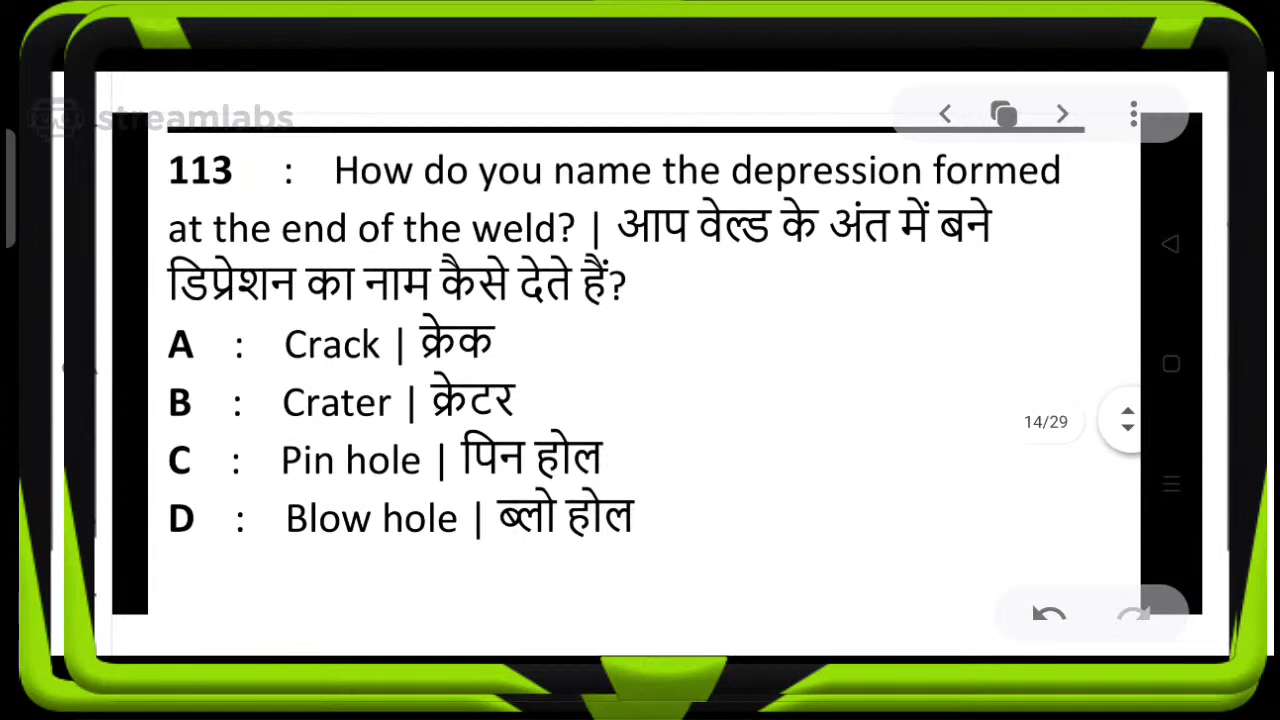 streamlabs
113 : How do you name the depression formed
at the end of the weld? | आप वेल्ड के अंत में बने
डिप्रेशन का नाम कैसे देते हैं?
A : Crack | क्रेक
B : Crater | क्रेटर
C : Pin hole | पिन होल
D : Blow hole | ब्लो होल
14/29